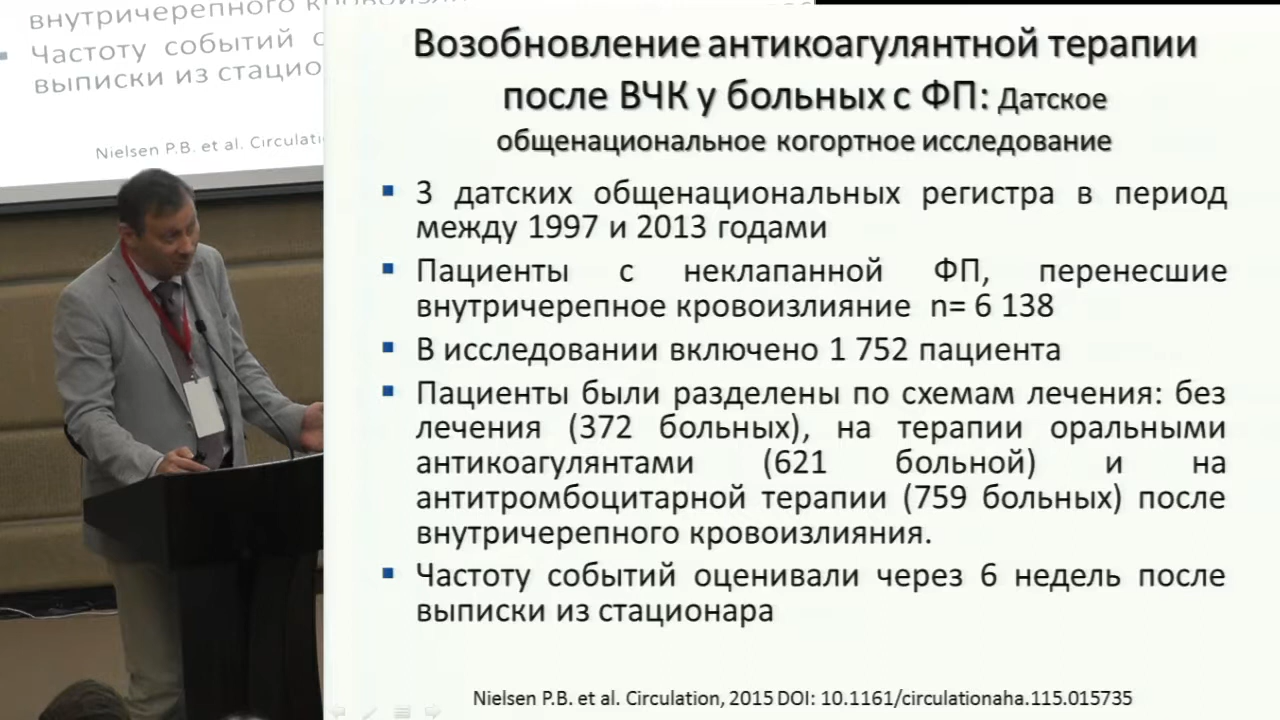 внутричерепного
Частоту событий
выписки из стацио
Nielsen P.B. et al. Circulati
Возобновление антикоагулянтной терапии
после ВЧК у больных с ФП: Датское
общенациональное когортное исследование
3 датских общенациональных регистра в период
между 1997 и 2013 годами
Пациенты с неклапанной ФП, перенесшие
внутричерепное кровоизлияние n= 6 138
В исследовании включено 1 752 пациента
Пациенты были разделены по схемам лечения: без
лечения (372 больных), на терапии оральными
антикоагулянтами (621 больной) и на
антитромбоцитарной терапии (759 больных) после
внутричерепного кровоизлияния.
Частоту событий оценивали через 6 недель после
выписки из стационара
Nielsen P.B. et al. Circulation, 2015 DOI: 10.1161/circulationaha.115.015735